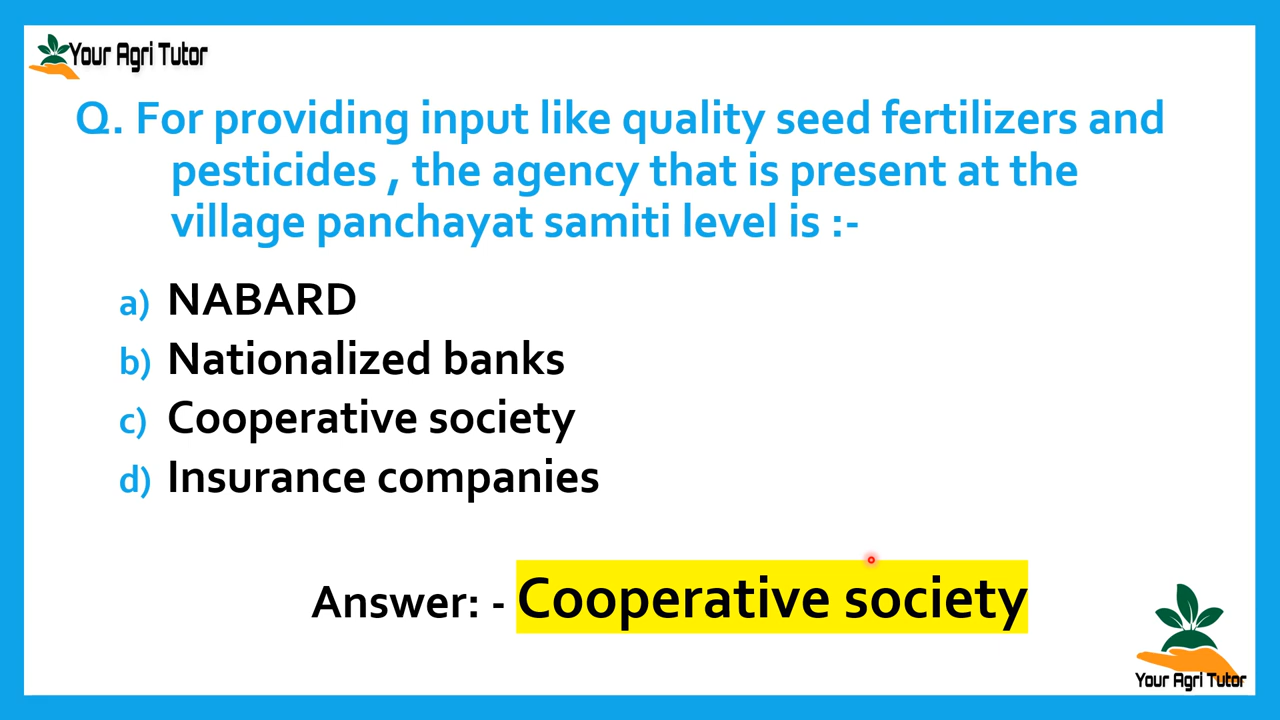 Your Agri Tutor
Q. For providing input like quality seed fertilizers and
pesticides , the agency that is present at the
village panchayat samiti level is :-
a) NABARD
b) Nationalized banks
c) Cooperative society
d) Insurance companies
Answer: - Cooperative society
Your Agri Tutor